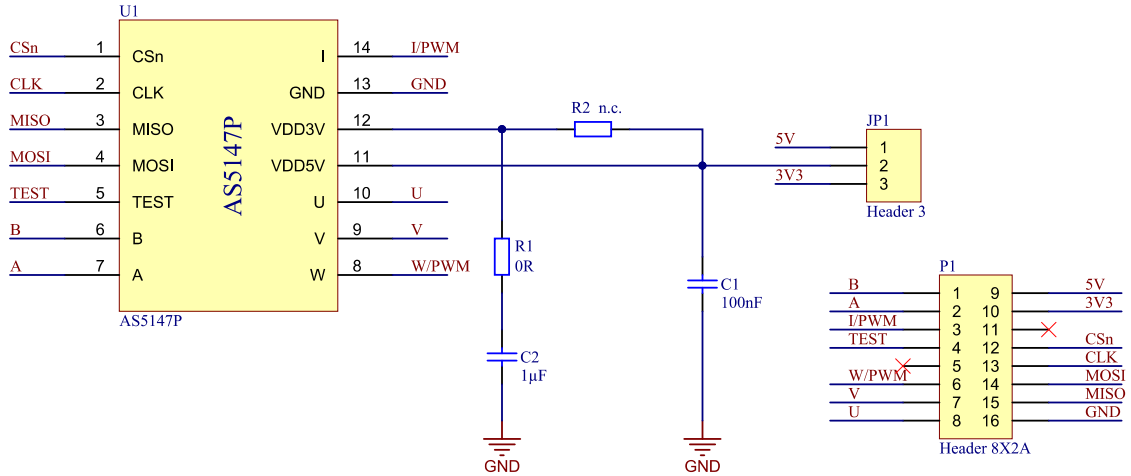 U1
CSn 1 CSn I 14 I/PWM
CLK 2 CLK GND 13 GND
MISO 3 MISO VDD3V 12
MOSI 4 MOSI VDD5V 11
TEST 5 TEST U 10 U
B 6 B V 9 V
A 7 A W 8 W/PWM
AS5147P
AS5147P
R2 n.c.
R1
0R
C2
1µF
GND
C1
100nF
GND
JP1
5V 1
2
3V3 3
Header 3
P1
B 1 9 5V
A 2 10 3V3
I/PWM 3 11
TEST 4 12 CSn
5 13 CLK
W/PWM 6 14 MOSI
V 7 15 MISO
U 8 16 GND
Header 8X2A